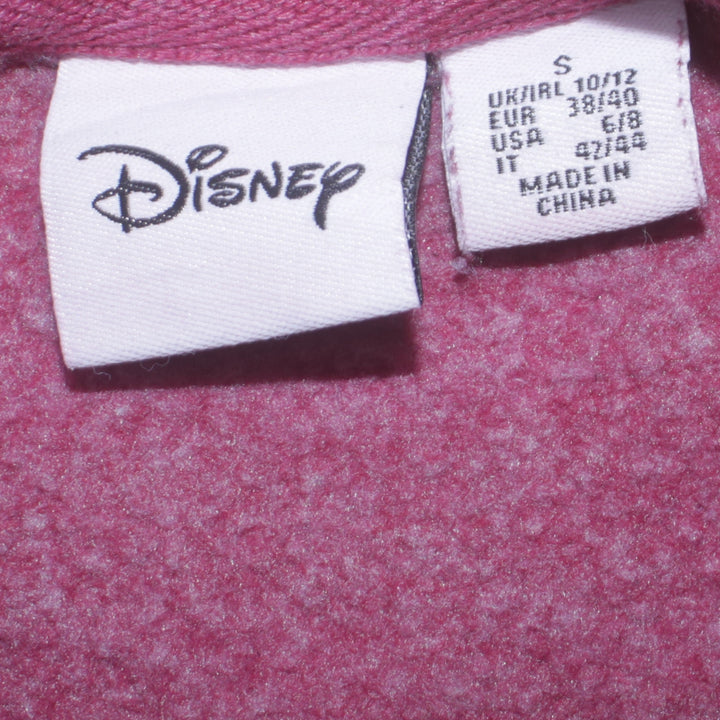 Disney
S
UK/IRL 10/12
EUR 38/40
USA 6/8
IT 42/44
MADE IN
CHINA